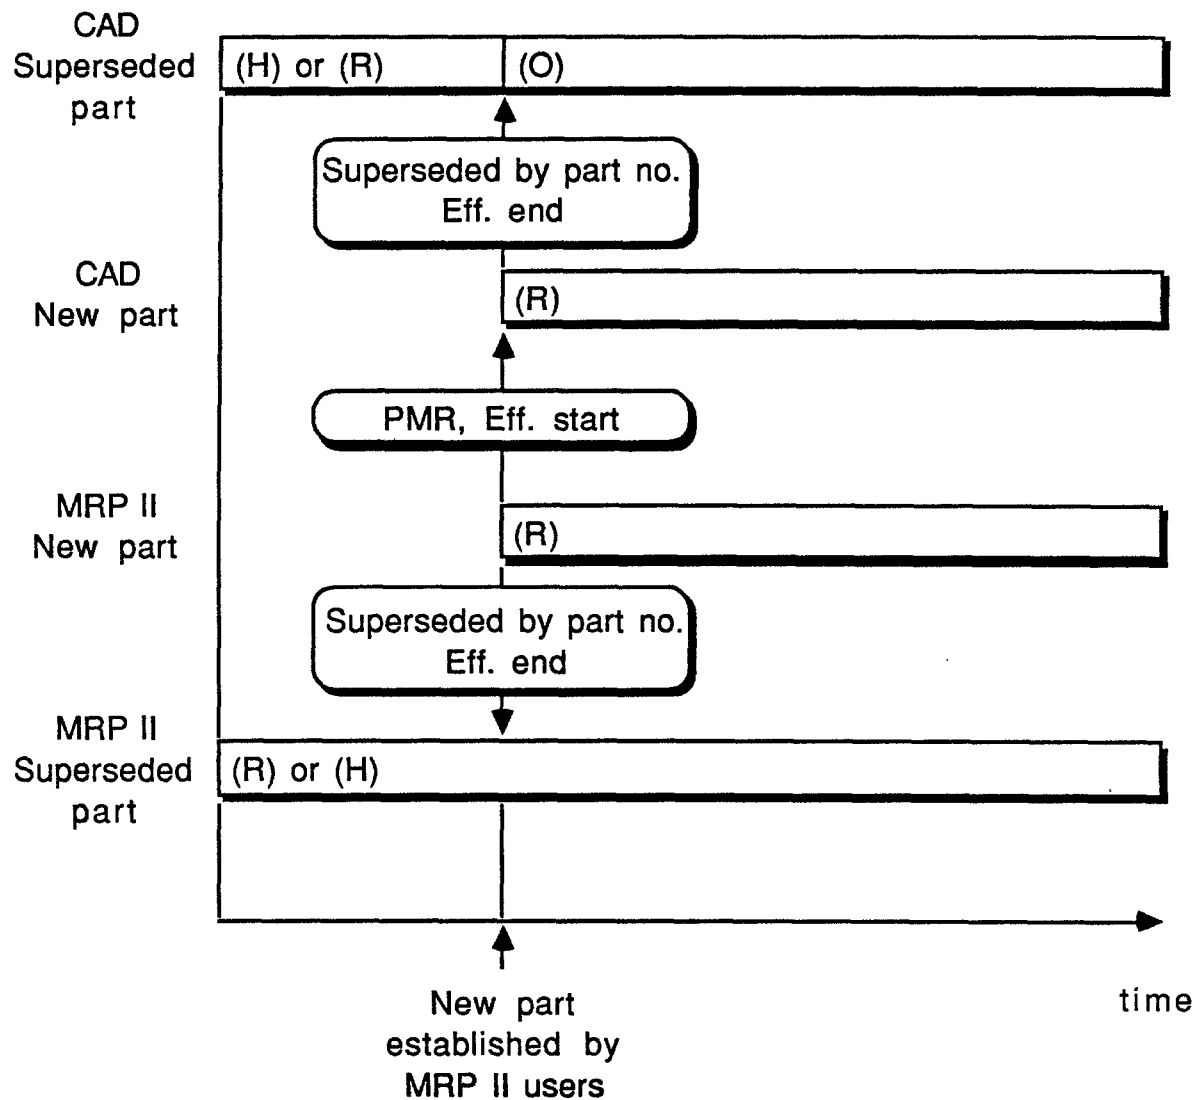 CAD
Superseded
part
(H) or (R)
(O)
Superseded by part no.
Eff. end
CAD
New part
(R)
PMR, Eff. start
MRP II
New part
(R)
Superseded by part no.
Eff. end
MRP II
Superseded
part
(R) or (H)
New part
established by
MRP II users
time